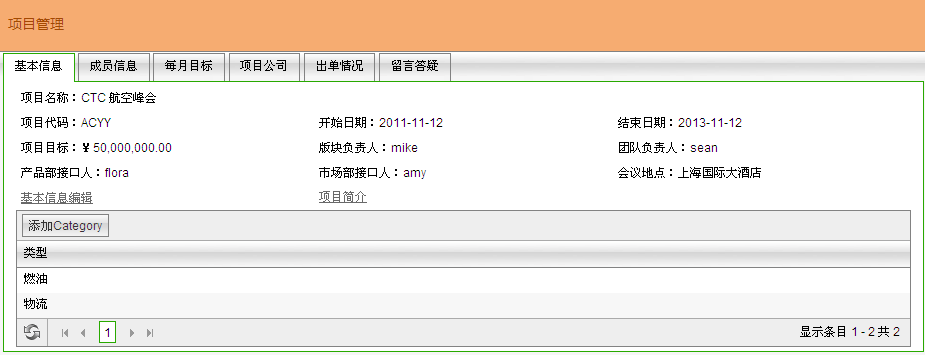 项目管理
基本信息 成员信息 每月目标 项目公司 出单情况 留言答疑
项目名称：CTC 航空峰会
项目代码：ACYY 开始日期：2011-11-12 结束日期：2013-11-12
项目目标：¥ 50,000,000.00 版块负责人：mike 团队负责人：sean
产品部接口人：flora 市场部接口人：amy 会议地点：上海国际大酒店
基本信息编辑 项目简介
添加Category
类型
燃油
物流
1 显示条目 1 - 2 共 2